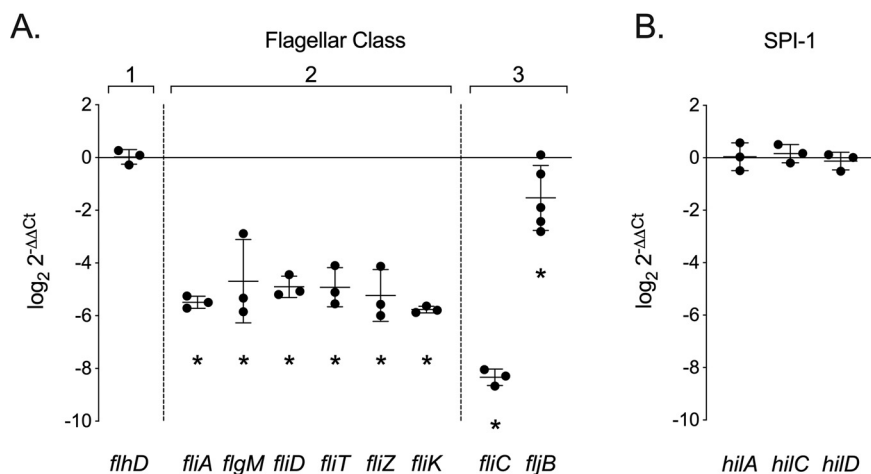 A.
Flagellar Class
1 2 3
log₂ 2^-ΔΔCt
2
0
-2
-4
-6
-8
-10
* * * * * * * *
flhD fliA flgM fliD fliT fliZ fliK fliC fljB
B.
SPI-1
log₂ 2^-ΔΔCt
2
0
-2
-4
-6
-8
-10
hilA hilC hilD